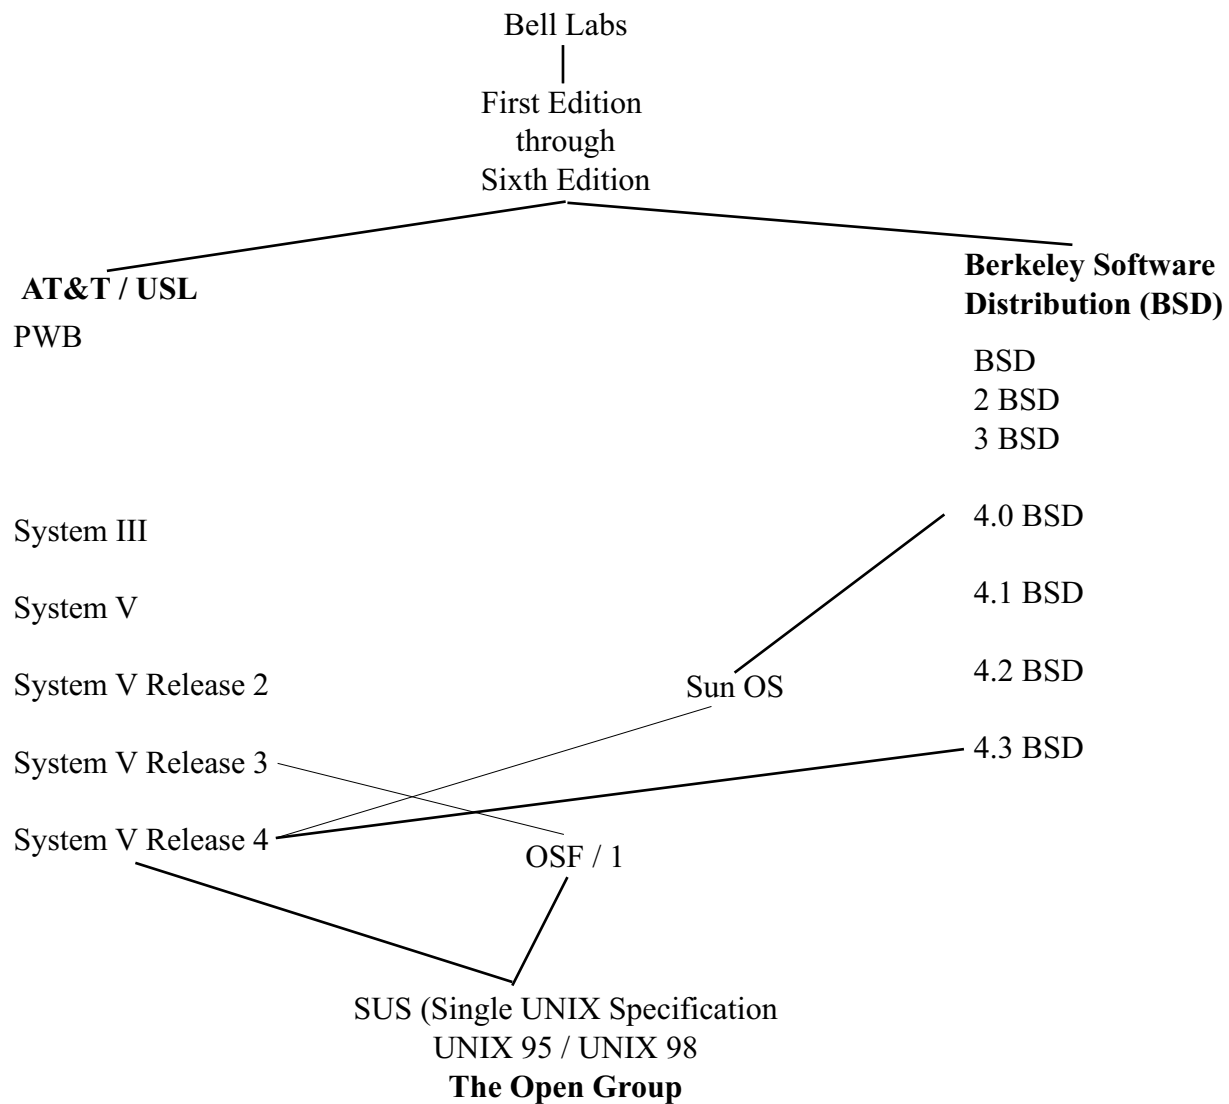 Bell Labs
First Edition
through
Sixth Edition
AT&T / USL
PWB
System III
System V
System V Release 2
System V Release 3
System V Release 4
Berkeley Software
Distribution (BSD)
BSD
2 BSD
3 BSD
4.0 BSD
4.1 BSD
4.2 BSD
4.3 BSD
Sun OS
OSF / 1
SUS (Single UNIX Specification
UNIX 95 / UNIX 98
The Open Group